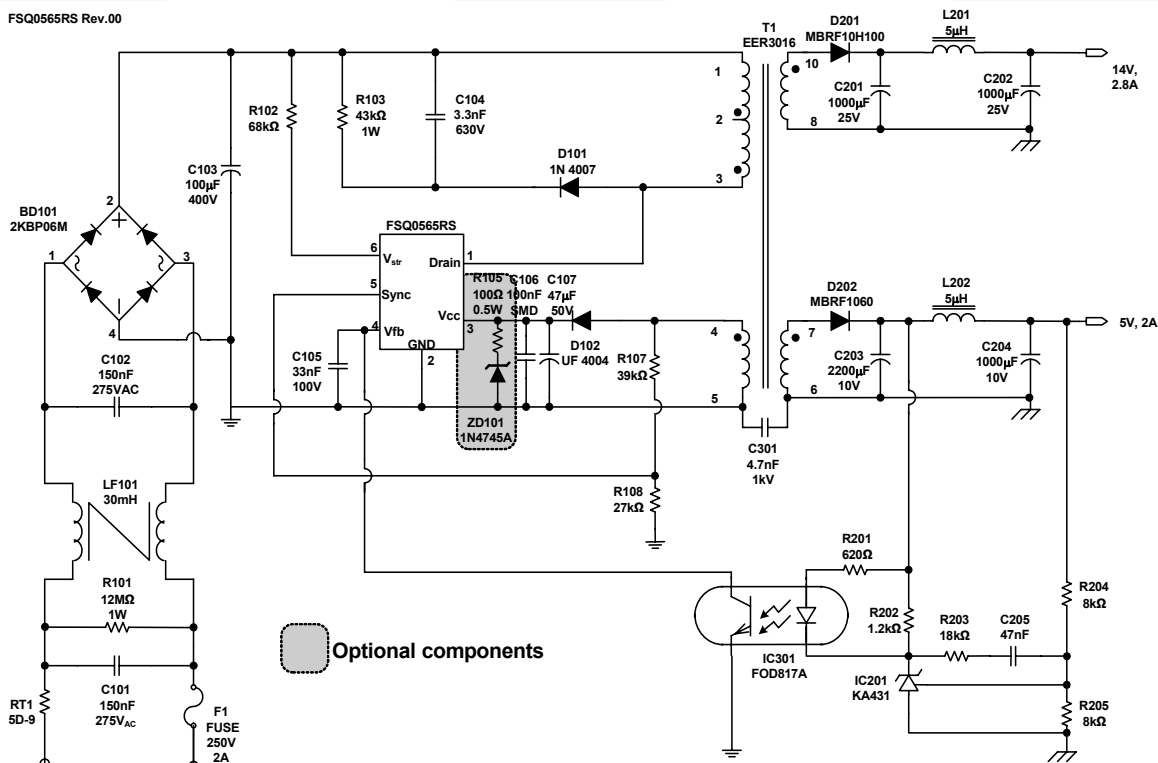 FSQ0565RS Rev.00
T1
EER3016
D201
MBRF10H100
L201
5μH
1
2
3
10
8
C201
1000μF
25V
C202
1000μF
25V
14V,
2.8A
R102
68kΩ
R103
43kΩ
1W
C104
3.3nF
630V
D101
1N 4007
C103
100μF
400V
BD101
2KBP06M
2
1
3
4
FSQ0565RS
6
Vstr
Drain
1
5
Sync
Vcc
3
4
Vfb
GND
2
R105
100Ω
0.5W
C106
100nF
SMD
C107
47μF
50V
D102
UF 4004
R107
39kΩ
C105
33nF
100V
ZD101
1N4745A
4
5
7
6
D202
MBRF1060
L202
5μH
5V, 2A
C203
2200μF
10V
C204
1000μF
10V
C301
4.7nF
1kV
C102
150nF
275VAC
LF101
30mH
R108
27kΩ
R201
620Ω
R202
1.2kΩ
R203
18kΩ
C205
47nF
R204
8kΩ
R101
12MΩ
1W
Optional components
IC301
FOD817A
IC201
KA431
R205
8kΩ
RT1
5D-9
C101
150nF
275VAC
F1
FUSE
250V
2A